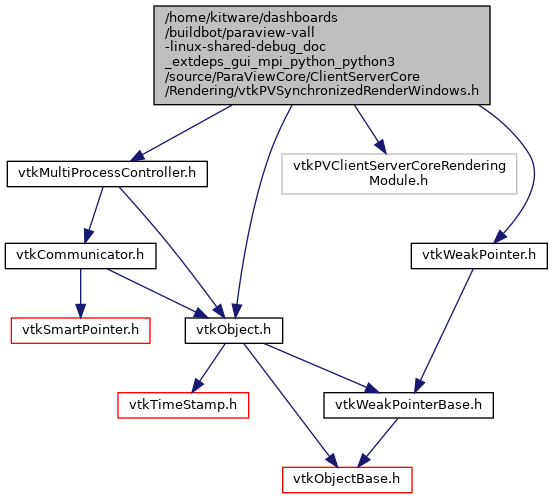 /home/kitware/dashboards
/buildbot/paraview-vall
-linux-shared-debug_doc
_extdeps_gui_mpi_python_python3
/source/ParaViewCore/ClientServerCore
/Rendering/vtkPVSynchronizedRenderWindows.h
vtkMultiProcessController.h
vtkPVClientServerCoreRendering
Module.h
vtkCommunicator.h
vtkWeakPointer.h
vtkSmartPointer.h
vtkObject.h
vtkTimeStamp.h
vtkWeakPointerBase.h
vtkObjectBase.h